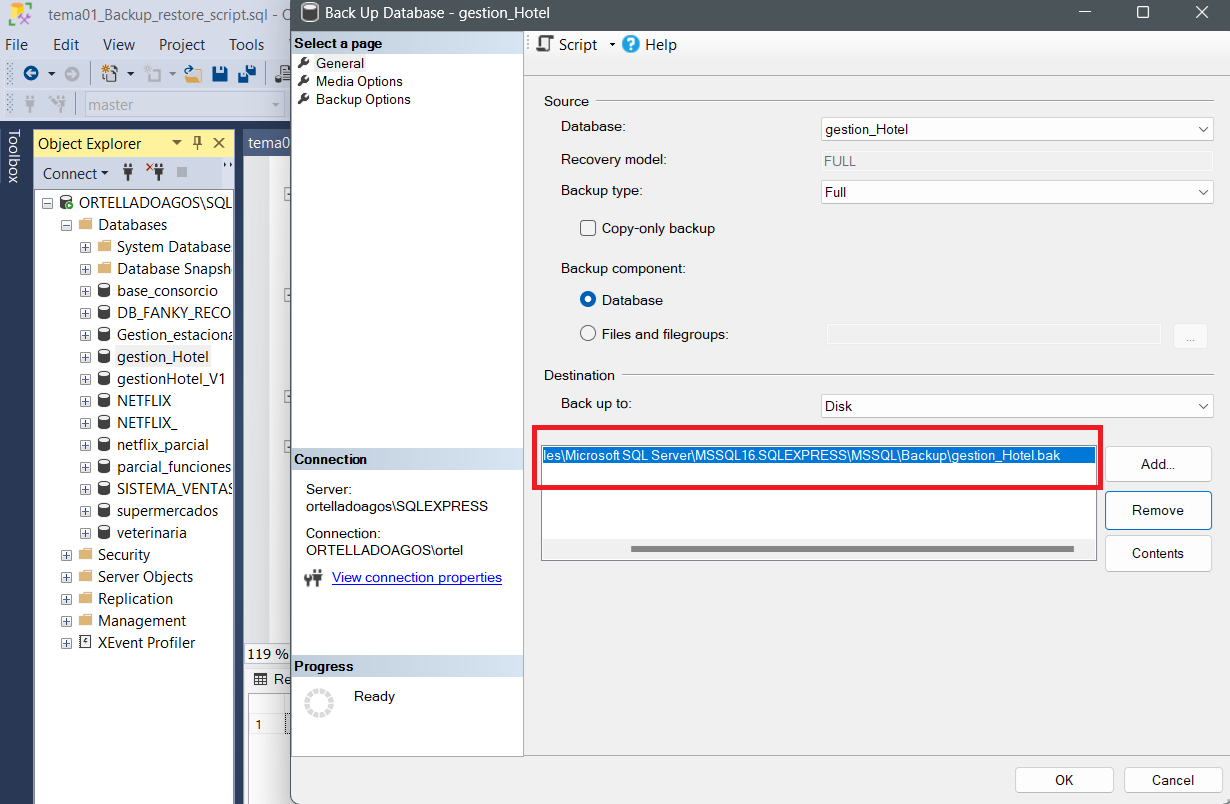 tema01_Backup_restore_script.sql - 
Back Up Database - gestion_Hotel
File Edit View Project Tools
master
Toolbox
Object Explorer
Connect
ORTELLADOAGOS\SQL
Databases
System Database
Database Snapsh
base_consorcio
DB_FANKY_RECO
Gestion_estaciona
gestion_Hotel
gestionHotel_V1
NETFLIX
NETFLIX_
netflix_parcial
parcial_funciones
SISTEMA_VENTAS
supermercados
veterinaria
Security
Server Objects
Replication
Management
XEvent Profiler
tema0
119 %
Re
1
Select a page
General
Media Options
Backup Options
Connection
Server:
ortelladoagos\SQLEXPRESS
Connection:
ORTELLADOAGOS\ortel
View connection properties
Progress
Ready
Script Help
Source
Database: gestion_Hotel
Recovery model: FULL
Backup type: Full
Copy-only backup
Backup component:
Database
Files and filegroups: ...
Destination
Back up to: Disk
les\Microsoft SQL Server\MSSQL16.SQLEXPRESS\MSSQL\Backup\gestion_Hotel.bak
Add...
Remove
Contents
OK Cancel